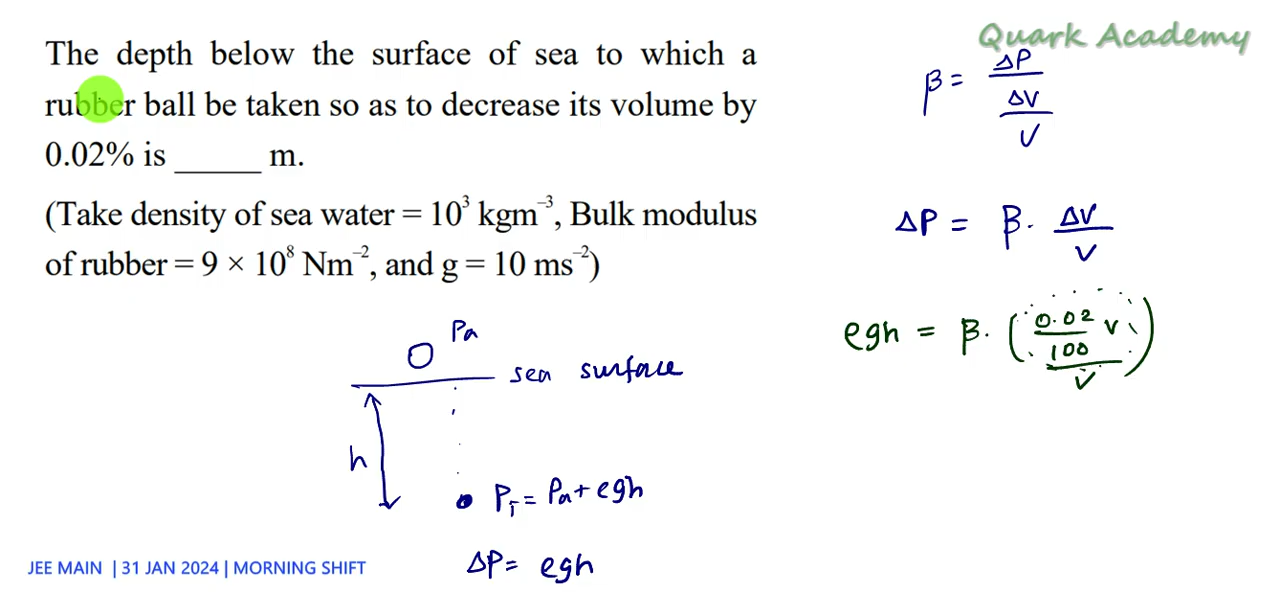 Quark Academy
The depth below the surface of sea to which a
rubber ball be taken so as to decrease its volume by
0.02% is _____ m.
(Take density of sea water = 10³ kgm⁻³, Bulk modulus
of rubber = 9 × 10⁸ Nm⁻², and g = 10 ms⁻²)
β = ΔP / (ΔV / V)
ΔP = β · ΔV / V
ρgh = β · ((0.02 / 100 V) / V)
Pa
sea surface
h
P_T = Pa + ρgh
ΔP = ρgh
JEE MAIN | 31 JAN 2024 | MORNING SHIFT